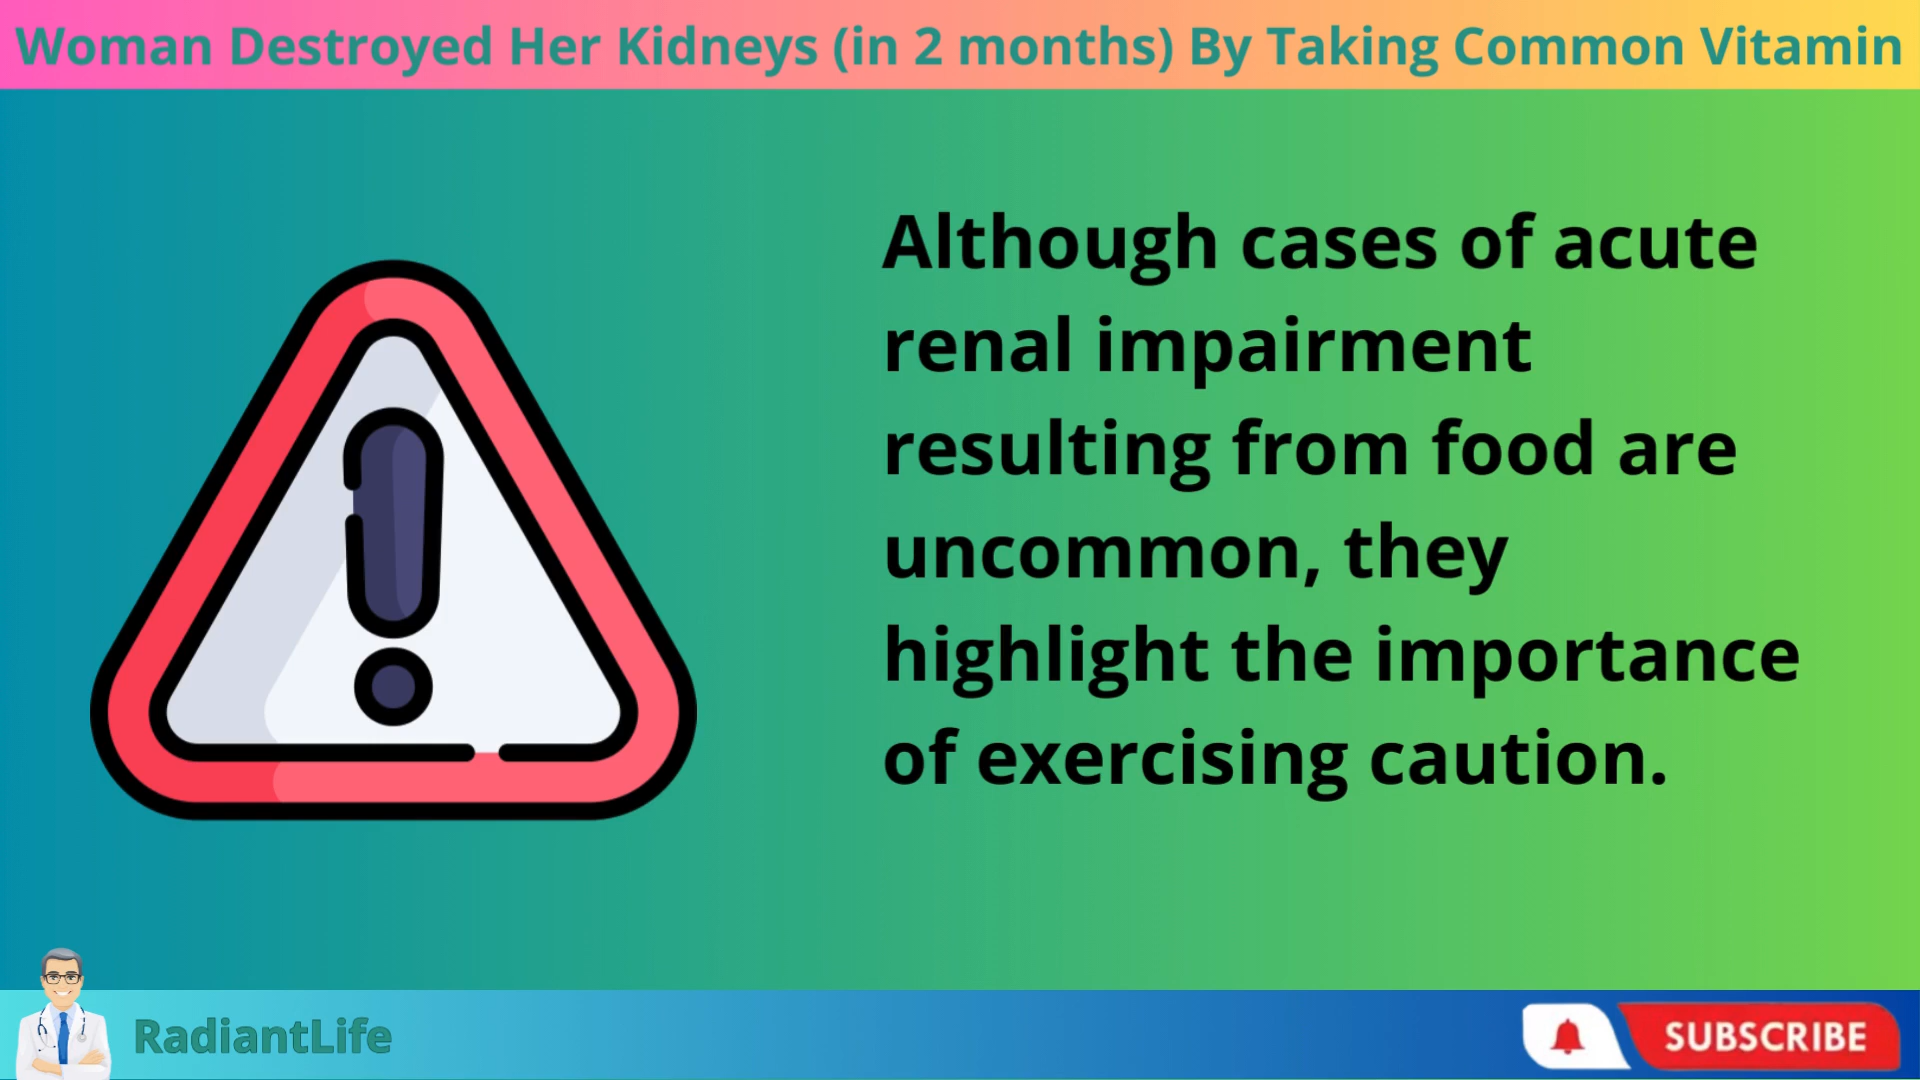 Woman Destroyed Her Kidneys (in 2 months) By Taking Common Vitamin
Although cases of acute
renal impairment
resulting from food are
uncommon, they
highlight the importance
of exercising caution.
RadiantLife
SUBSCRIBE